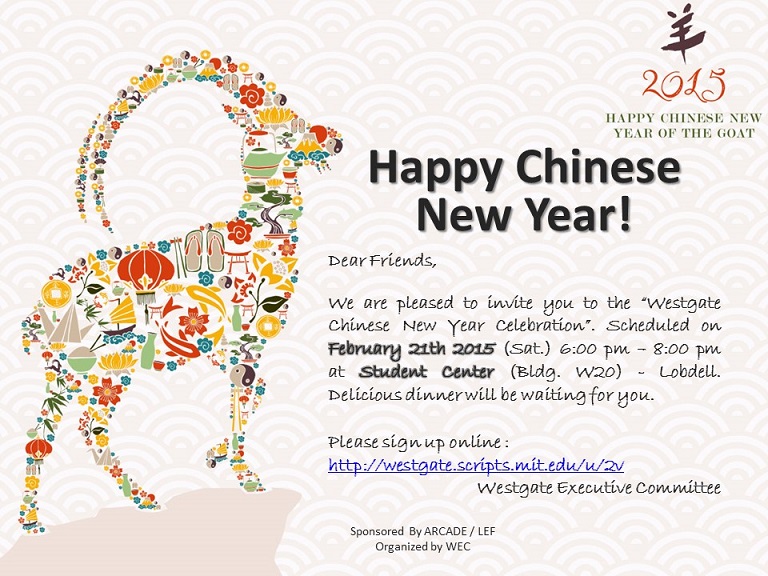 羊
2015
HAPPY CHINESE NEW
YEAR OF THE GOAT
Happy Chinese
New Year!
Dear Friends,
We are pleased to invite you to the “Westgate
Chinese New Year Celebration”. Scheduled on
February 21th 2015 (Sat.) 6:00 pm – 8:00 pm
at Student Center (Bldg. W20) - Lobdell.
Delicious dinner will be waiting for you.
Please sign up online :
http://westgate.scripts.mit.edu/u/2v
Westgate Executive Committee
Sponsored By ARCADE / LEF
Organized by WEC